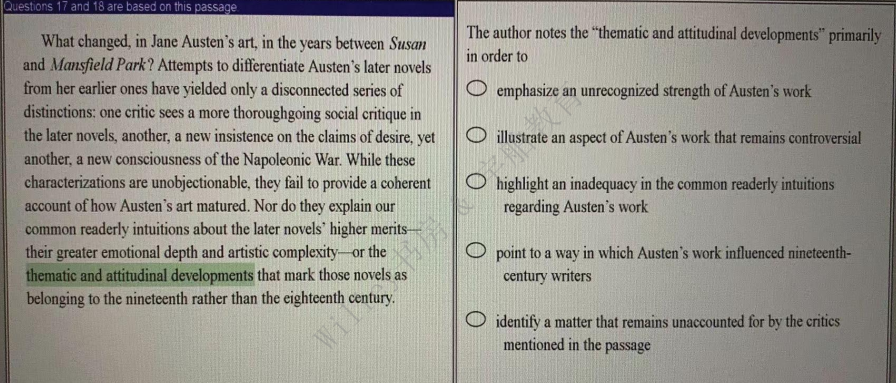 Questions 17 and 18 are based on this passage
What changed, in Jane Austen's art, in the years between Susan
and Mansfield Park? Attempts to differentiate Austen's later novels
from her earlier ones have yielded only a disconnected series of
distinctions: one critic sees a more thoroughgoing social critique in
the later novels, another, a new insistence on the claims of desire, yet
another, a new consciousness of the Napoleonic War. While these
characterizations are unobjectionable, they fail to provide a coherent
account of how Austen's art matured. Nor do they explain our
common readerly intuitions about the later novels' higher merits—
their greater emotional depth and artistic complexity—or the
thematic and attitudinal developments that mark those novels as
belonging to the nineteenth rather than the eighteenth century.
The author notes the "thematic and attitudinal developments" primarily
in order to
emphasize an unrecognized strength of Austen's work
illustrate an aspect of Austen's work that remains controversial
highlight an inadequacy in the common readerly intuitions
regarding Austen's work
point to a way in which Austen's work influenced nineteenth-
century writers
identify a matter that remains unaccounted for by the critics
mentioned in the passage